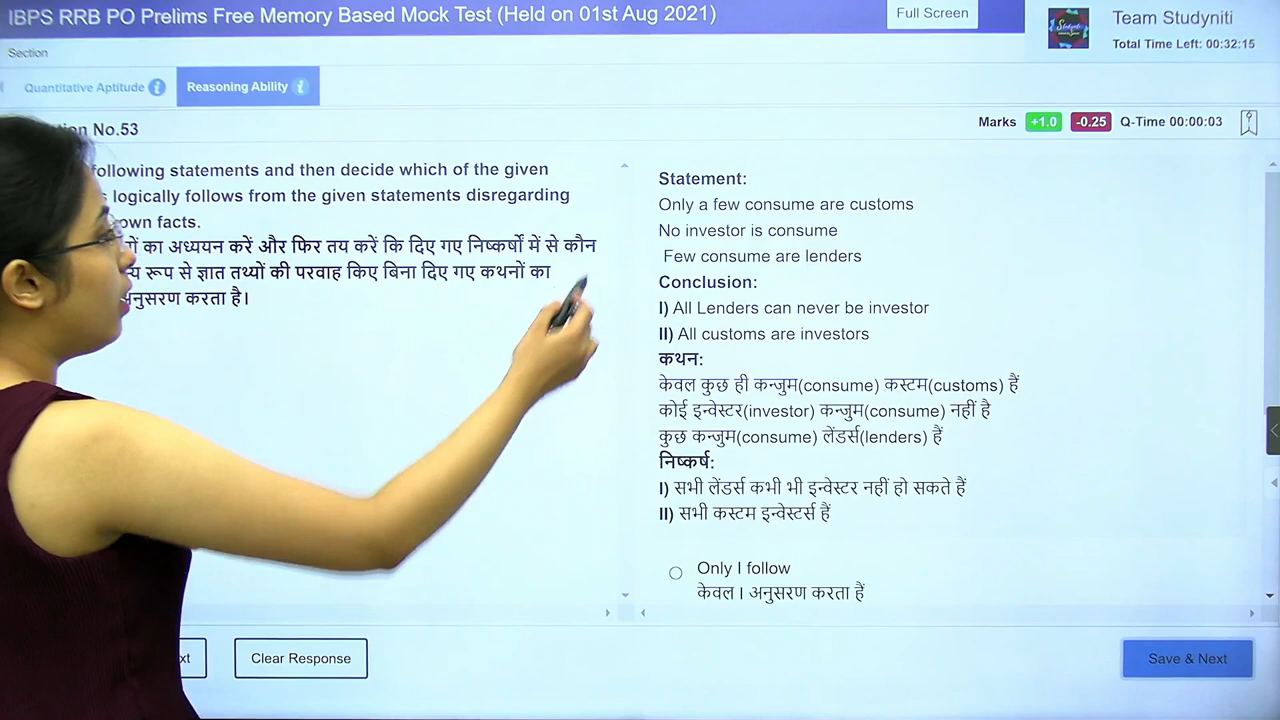 IBPS RRB PO Prelims Free Memory Based Mock Test (Held on 01st Aug 2021)
Full Screen
Team Studyniti
Total Time Left: 00:32:15
Section
Quantitative Aptitude i
Reasoning Ability i
No.53
Marks +1.0 -0.25 Q-Time 00:00:03
following statements and then decide which of the given
logically follows from the given statements disregarding
own facts.
का अध्ययन करें और फिर तय करें कि दिए गए निष्कर्षों में से कौन
रूप से ज्ञात तथ्यों की परवाह किए बिना दिए गए कथनों का
अनुसरण करता है।
Statement:
Only a few consume are customs
No investor is consume
Few consume are lenders
Conclusion:
I) All Lenders can never be investor
II) All customs are investors
कथन:
केवल कुछ ही कन्जुम(consume) कस्टम(customs) हैं
कोई इन्वेस्टर(investor) कन्जुम(consume) नहीं है
कुछ कन्जुम(consume) लेंडर्स(lenders) हैं
निष्कर्ष:
I) सभी लेंडर्स कभी भी इन्वेस्टर नहीं हो सकते हैं
II) सभी कस्टम इन्वेस्टर्स हैं
Only I follow
केवल I अनुसरण करता हैं
Clear Response
Save & Next